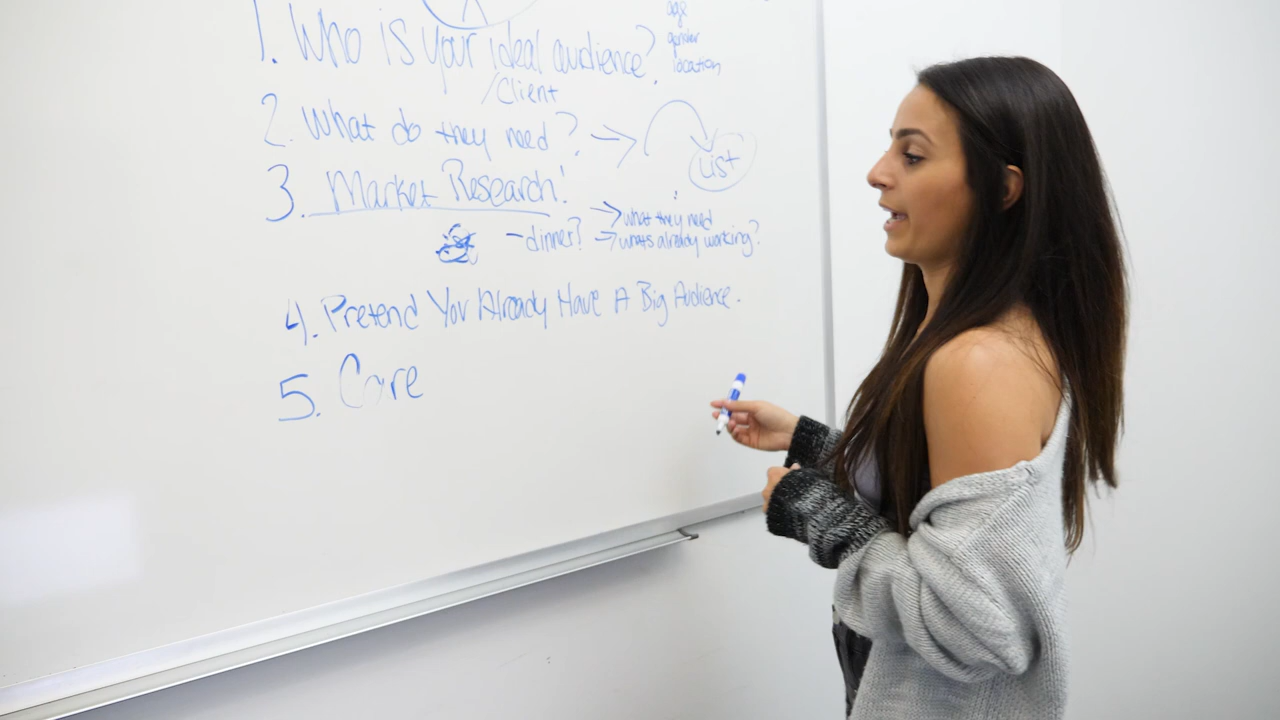 age
gender
location
1. Who is your ideal audience?
/Client
2. What do they need? → List
3. Market Research!
→ what they need
- dinner? → whats already working?
4. Pretend You Already Have A Big Audience.
5. Care